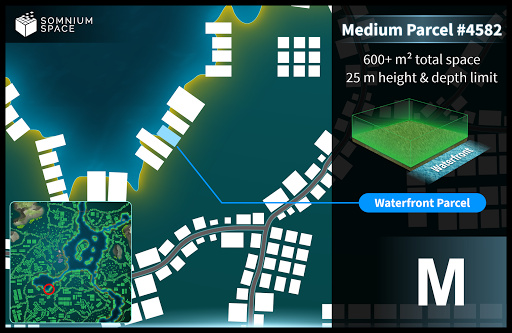 SOMNIUM
SPACE
Medium Parcel #4582
600+ m² total space
25 m height & depth limit
Waterfront
Waterfront Parcel
M